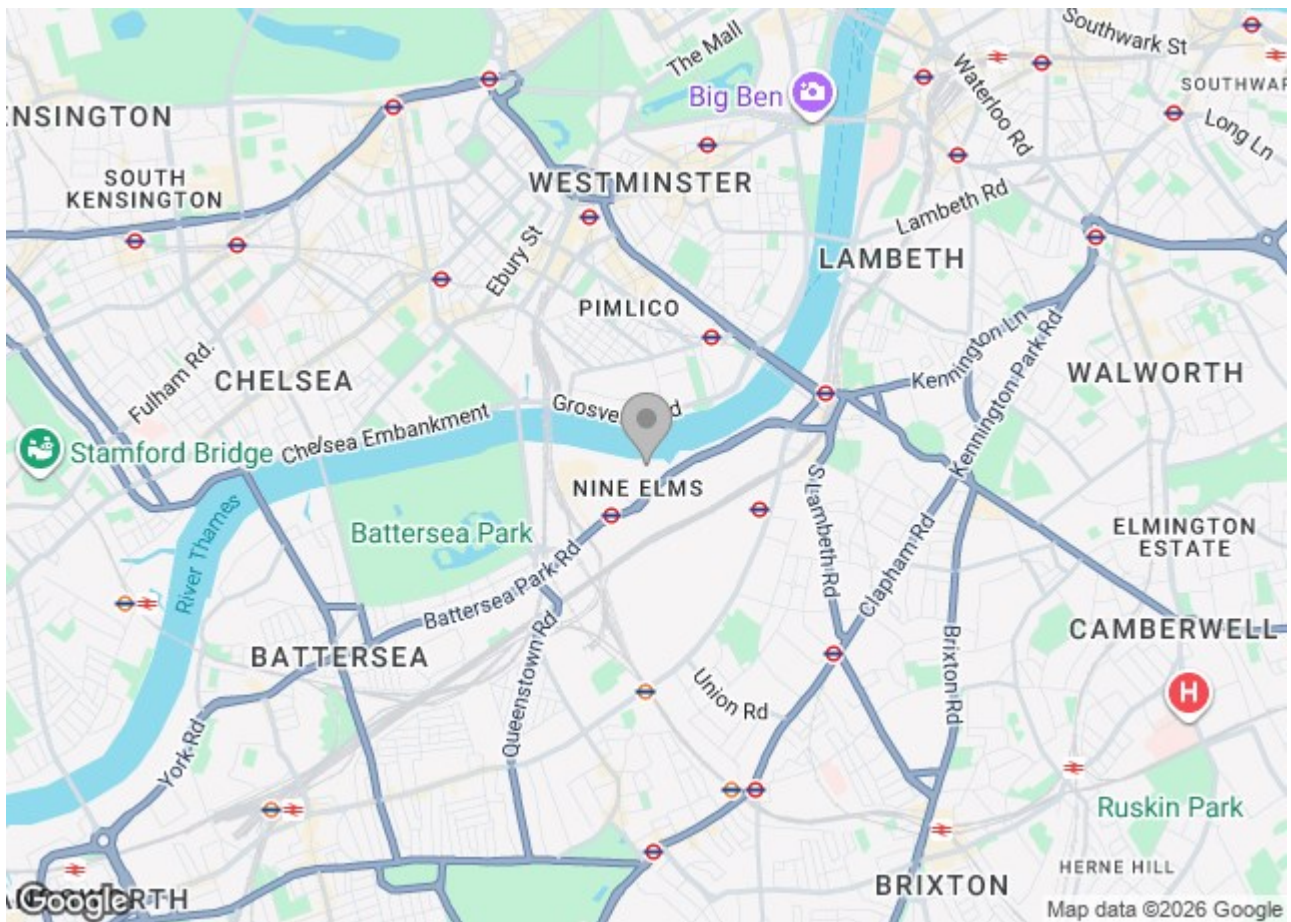 The Mall
Southwark St
Big Ben
Waterloo Rd
SOUTHWAR
Long Ln
ENSINGTON
SOUTH
KENSINGTON
WESTMINSTER
Lambeth Rd
LAMBETH
Ebury St
PIMLICO
Kennington Ln
Kennington Park Rd
WALWORTH
Fulham Rd.
CHELSEA
Chelsea Embankment
Stamford Bridge
NINE ELMS
S Lambeth Rd
Clapham Rd
Battersea Park
River Thames
Battersea Park Rd
ELMINGTON
ESTATE
CAMBERWELL
BATTERSEA
Queenstown Rd
Brixton Rd
Union Rd
H
York Rd
Ruskin Park
HERNE HILL
BRIXTON
Google
Map data ©2026 Google